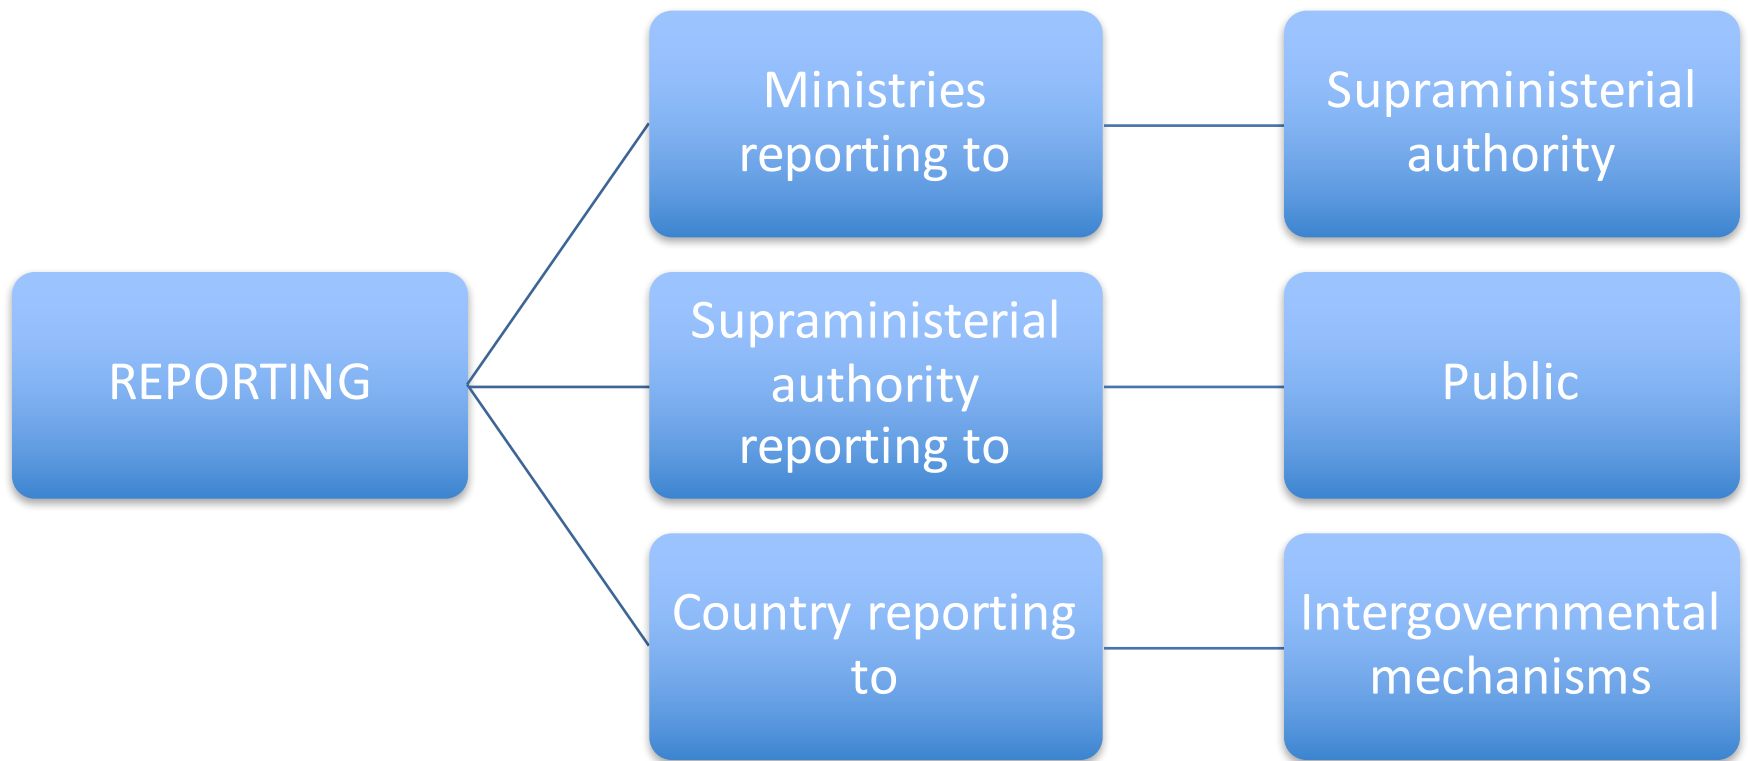 REPORTING
Ministries
reporting to
Supraministerial
authority
Supraministerial
authority
reporting to
Public
Country reporting
to
Intergovernmental
mechanisms